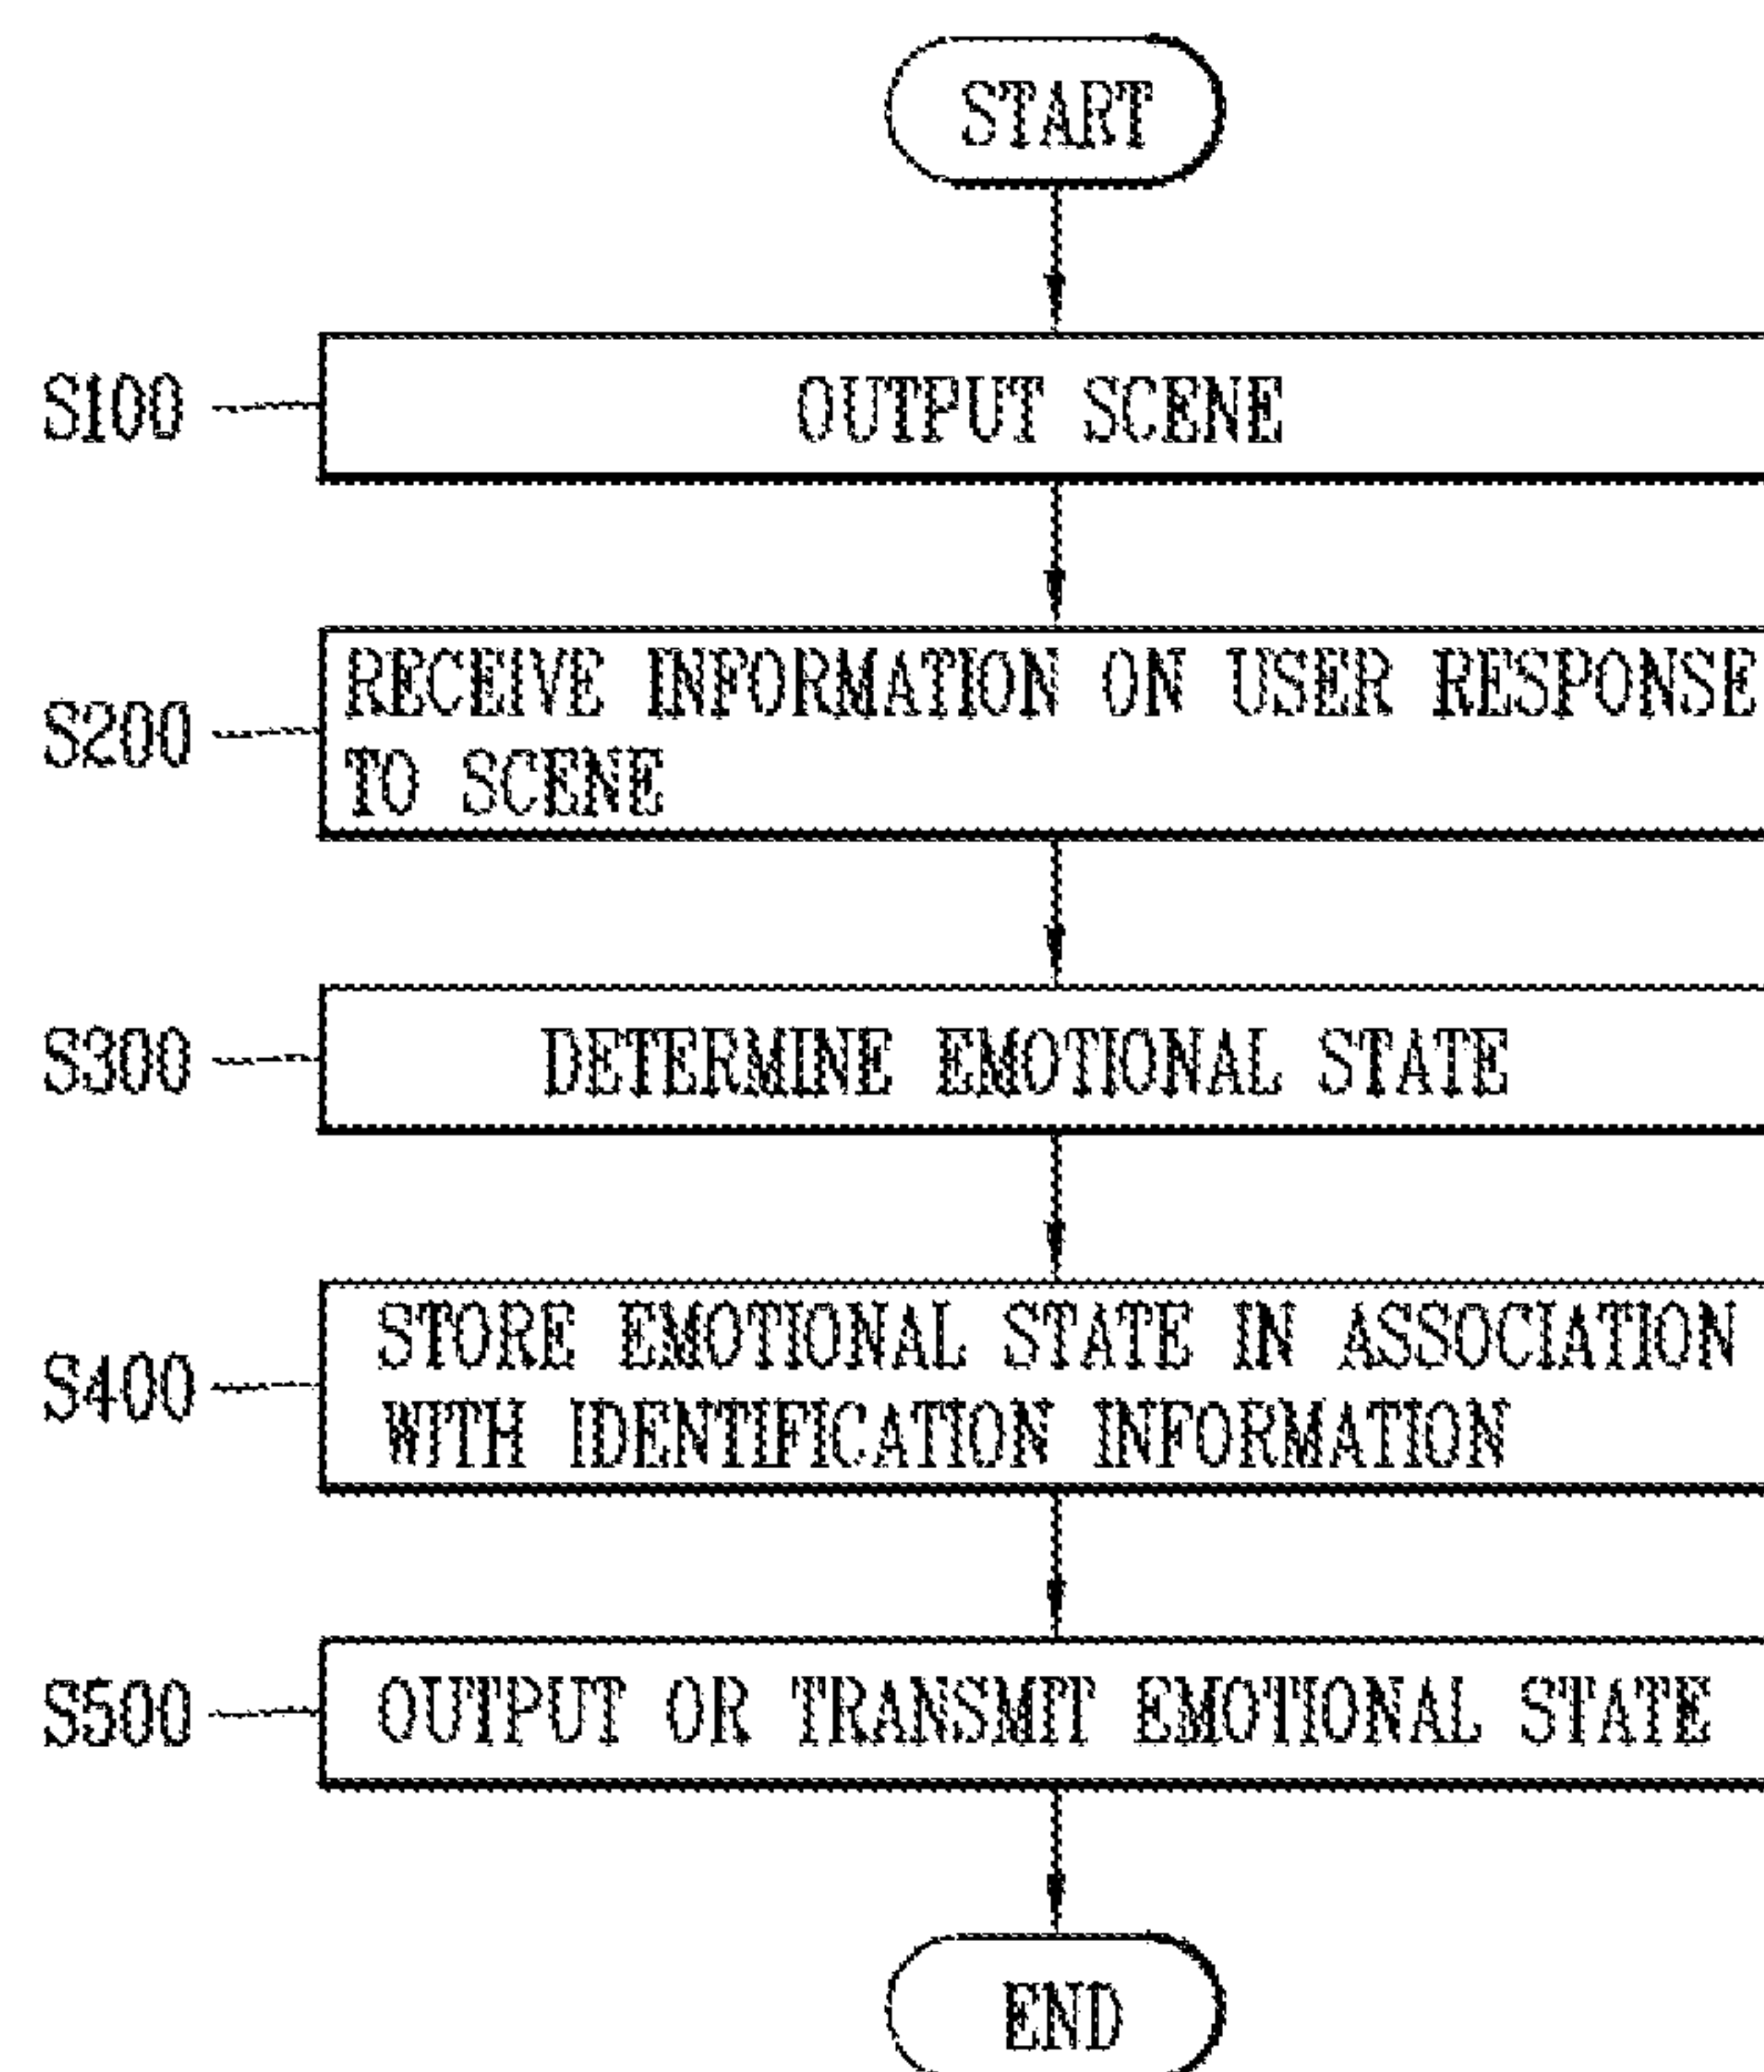 START
S100
OUTPUT SCENE
S200
RECEIVE INFORMATION ON USER RESPONSE
TO SCENE
S300
DETERMINE EMOTIONAL STATE
S400
STORE EMOTIONAL STATE IN ASSOCIATION
WITH IDENTIFICATION INFORMATION
S500
OUTPUT OR TRANSMIT EMOTIONAL STATE
END